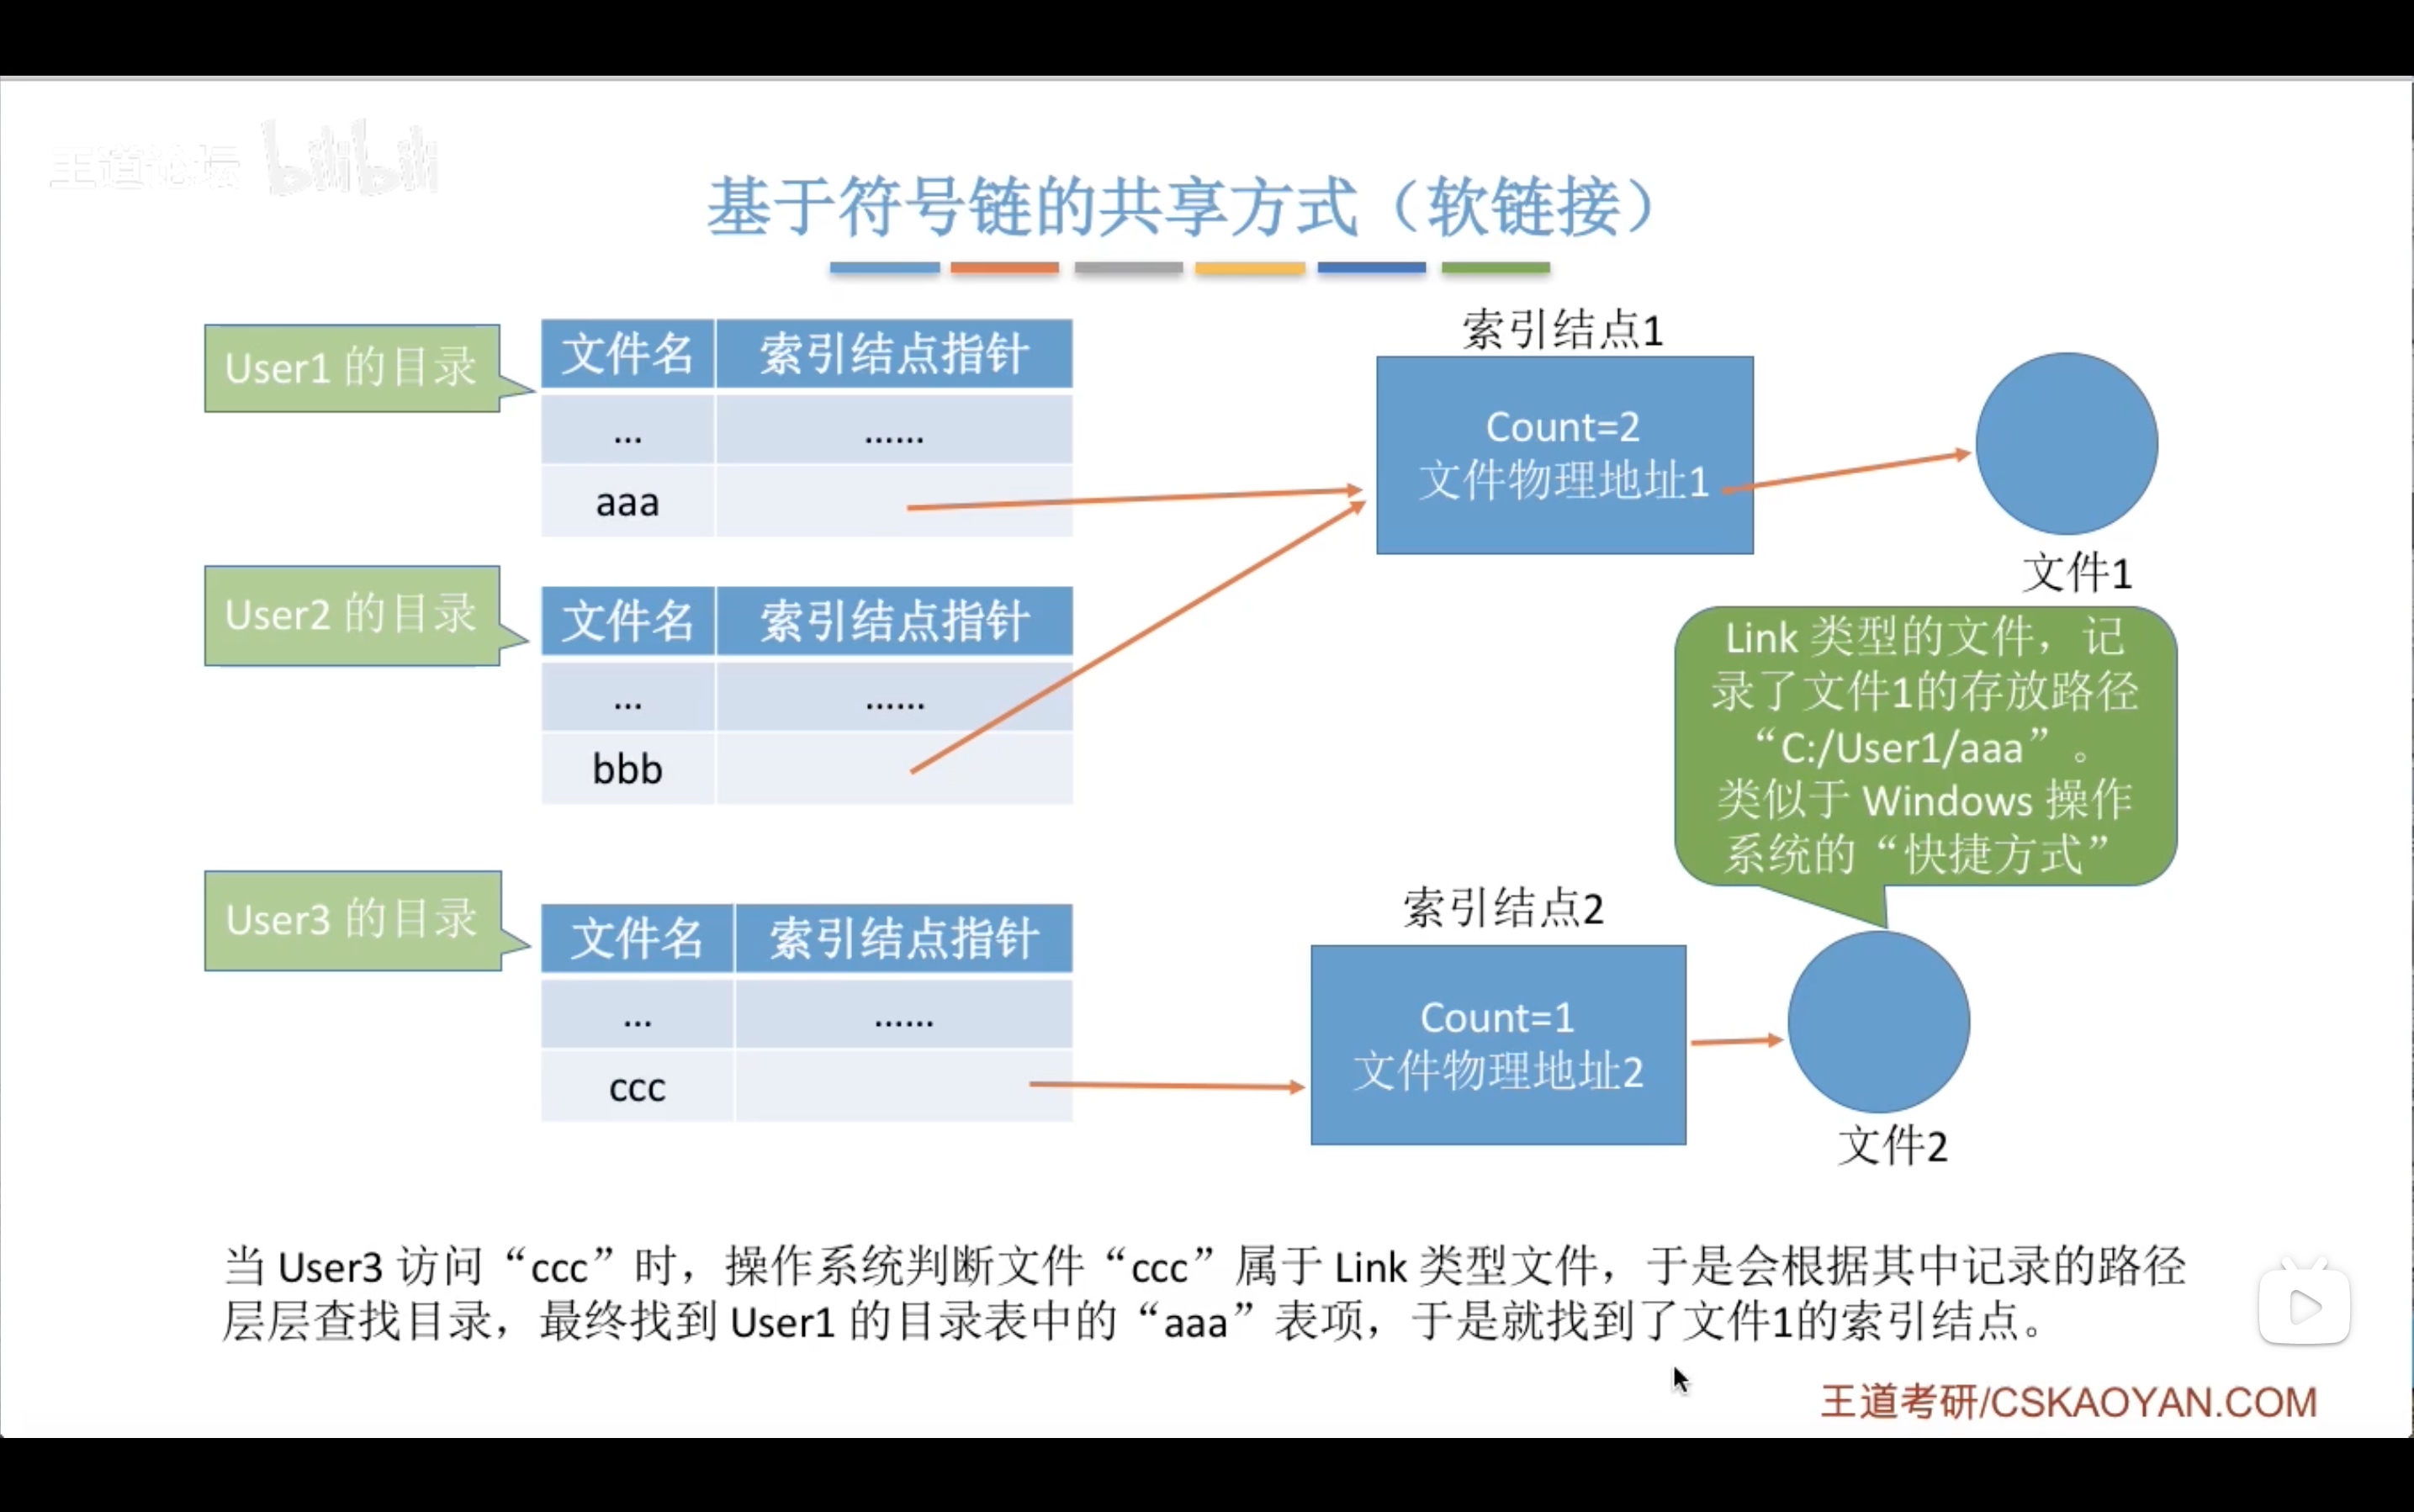 王道论坛 bilibili
基于符号链的共享方式（软链接）
User1 的目录
文件名 索引结点指针
... ......
aaa
索引结点1
Count=2
文件物理地址1
文件1
User2 的目录
文件名 索引结点指针
... ......
bbb
Link 类型的文件，记
录了文件1的存放路径
“C:/User1/aaa”。
类似于 Windows 操作
系统的“快捷方式”
User3 的目录
文件名 索引结点指针
... ......
ccc
索引结点2
Count=1
文件物理地址2
文件2
当 User3 访问“ccc”时，操作系统判断文件“ccc”属于 Link 类型文件，于是会根据其中记录的路径
层层查找目录，最终找到 User1 的目录表中的“aaa”表项，于是就找到了文件1的索引结点。
王道考研/CSKAOYAN.COM